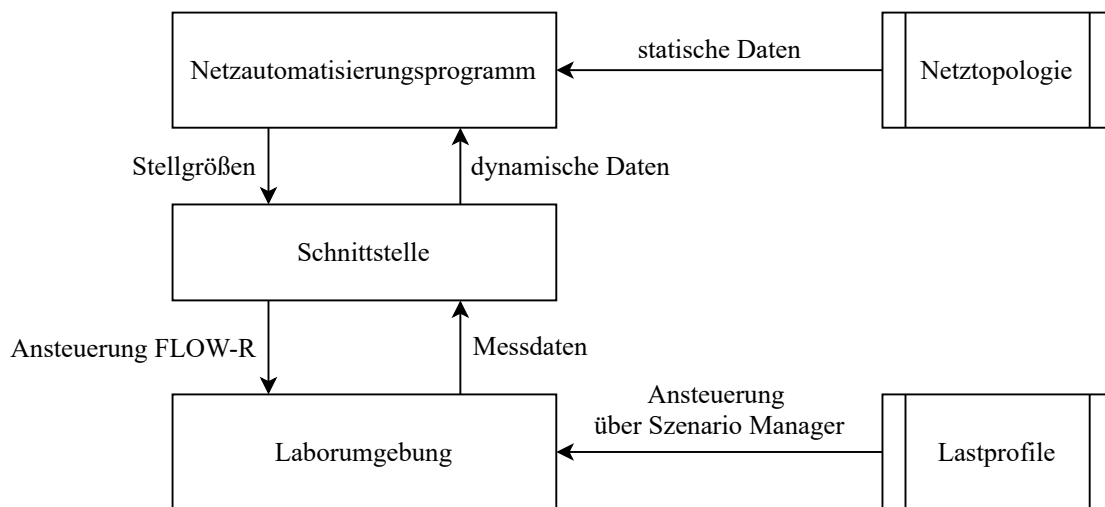 statische Daten
Netzautomatisierungsprogramm
Netztopologie
Stellgrößen
dynamische Daten
Schnittstelle
Ansteuerung FLOW-R
Messdaten
Ansteuerung
über Szenario Manager
Laborumgebung
Lastprofile